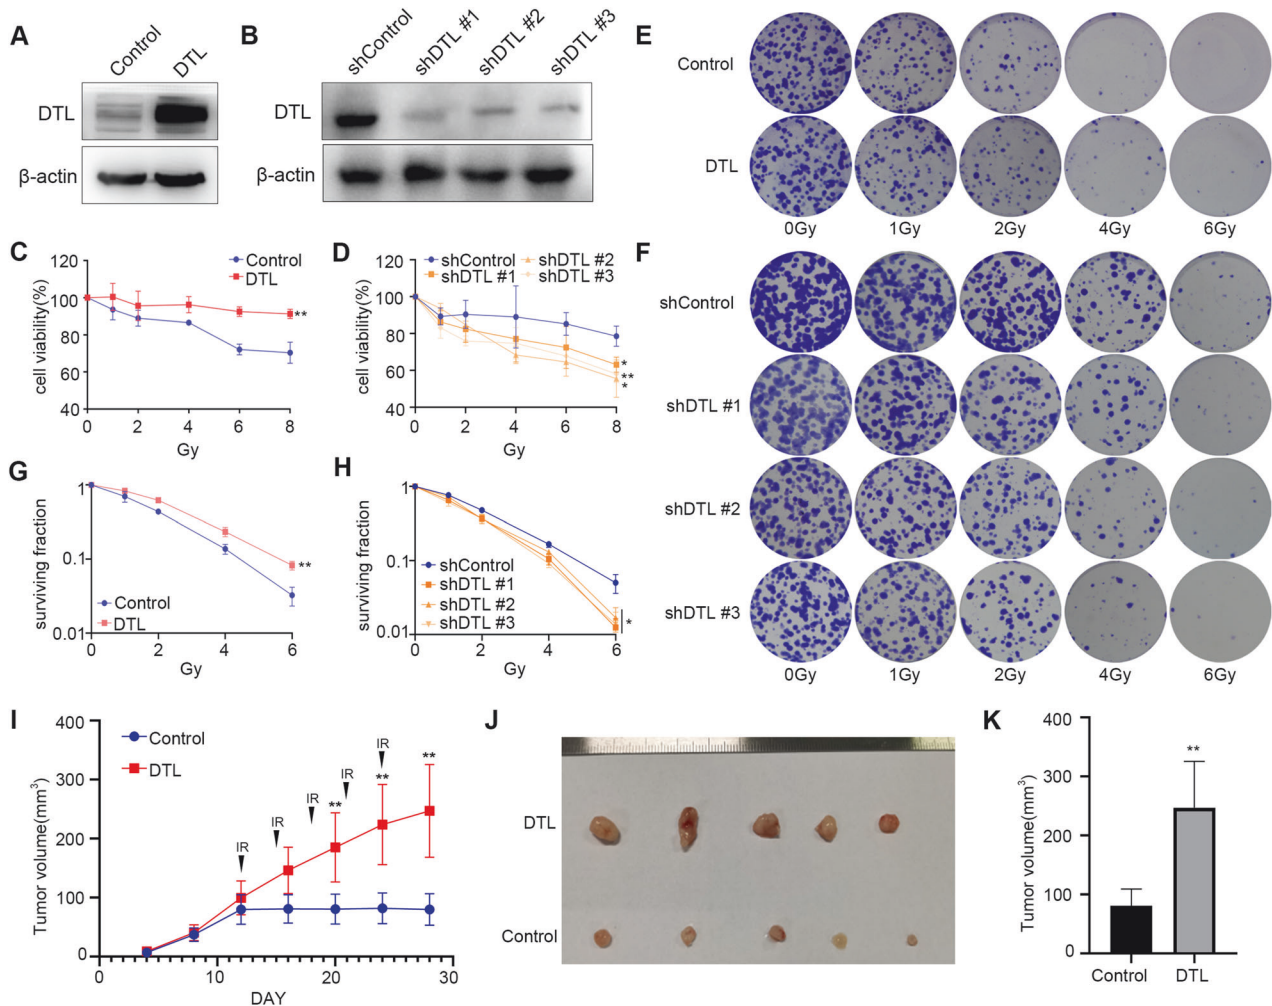 A
Control
DTL
DTL
β-actin
B
shControl
shDTL #1
shDTL #2
shDTL #3
DTL
β-actin
C
120
100
80
60
40
cell viability(%)
Control
DTL
**
0 2 4 6 8
Gy
D
120
100
80
60
40
cell viability(%)
shControl shDTL #2
shDTL #1 shDTL #3
*
**
*
0 2 4 6 8
Gy
E
Control
DTL
0Gy 1Gy 2Gy 4Gy 6Gy
F
shControl
shDTL #1
shDTL #2
shDTL #3
0Gy 1Gy 2Gy 4Gy 6Gy
G
1
0.1
0.01
surviving fraction
**
Control
DTL
0 2 4 6
Gy
H
1
0.1
0.01
surviving fraction
shControl
shDTL #1
shDTL #2
shDTL #3
*
0 2 4 6
Gy
I
400
300
200
100
0
Tumor volume(mm³)
Control
DTL
IR
IR
IR
IR
IR
**
**
**
0 10 20 30
DAY
J
DTL
Control
K
400
300
200
100
0
Tumor volume(mm³)
**
Control DTL